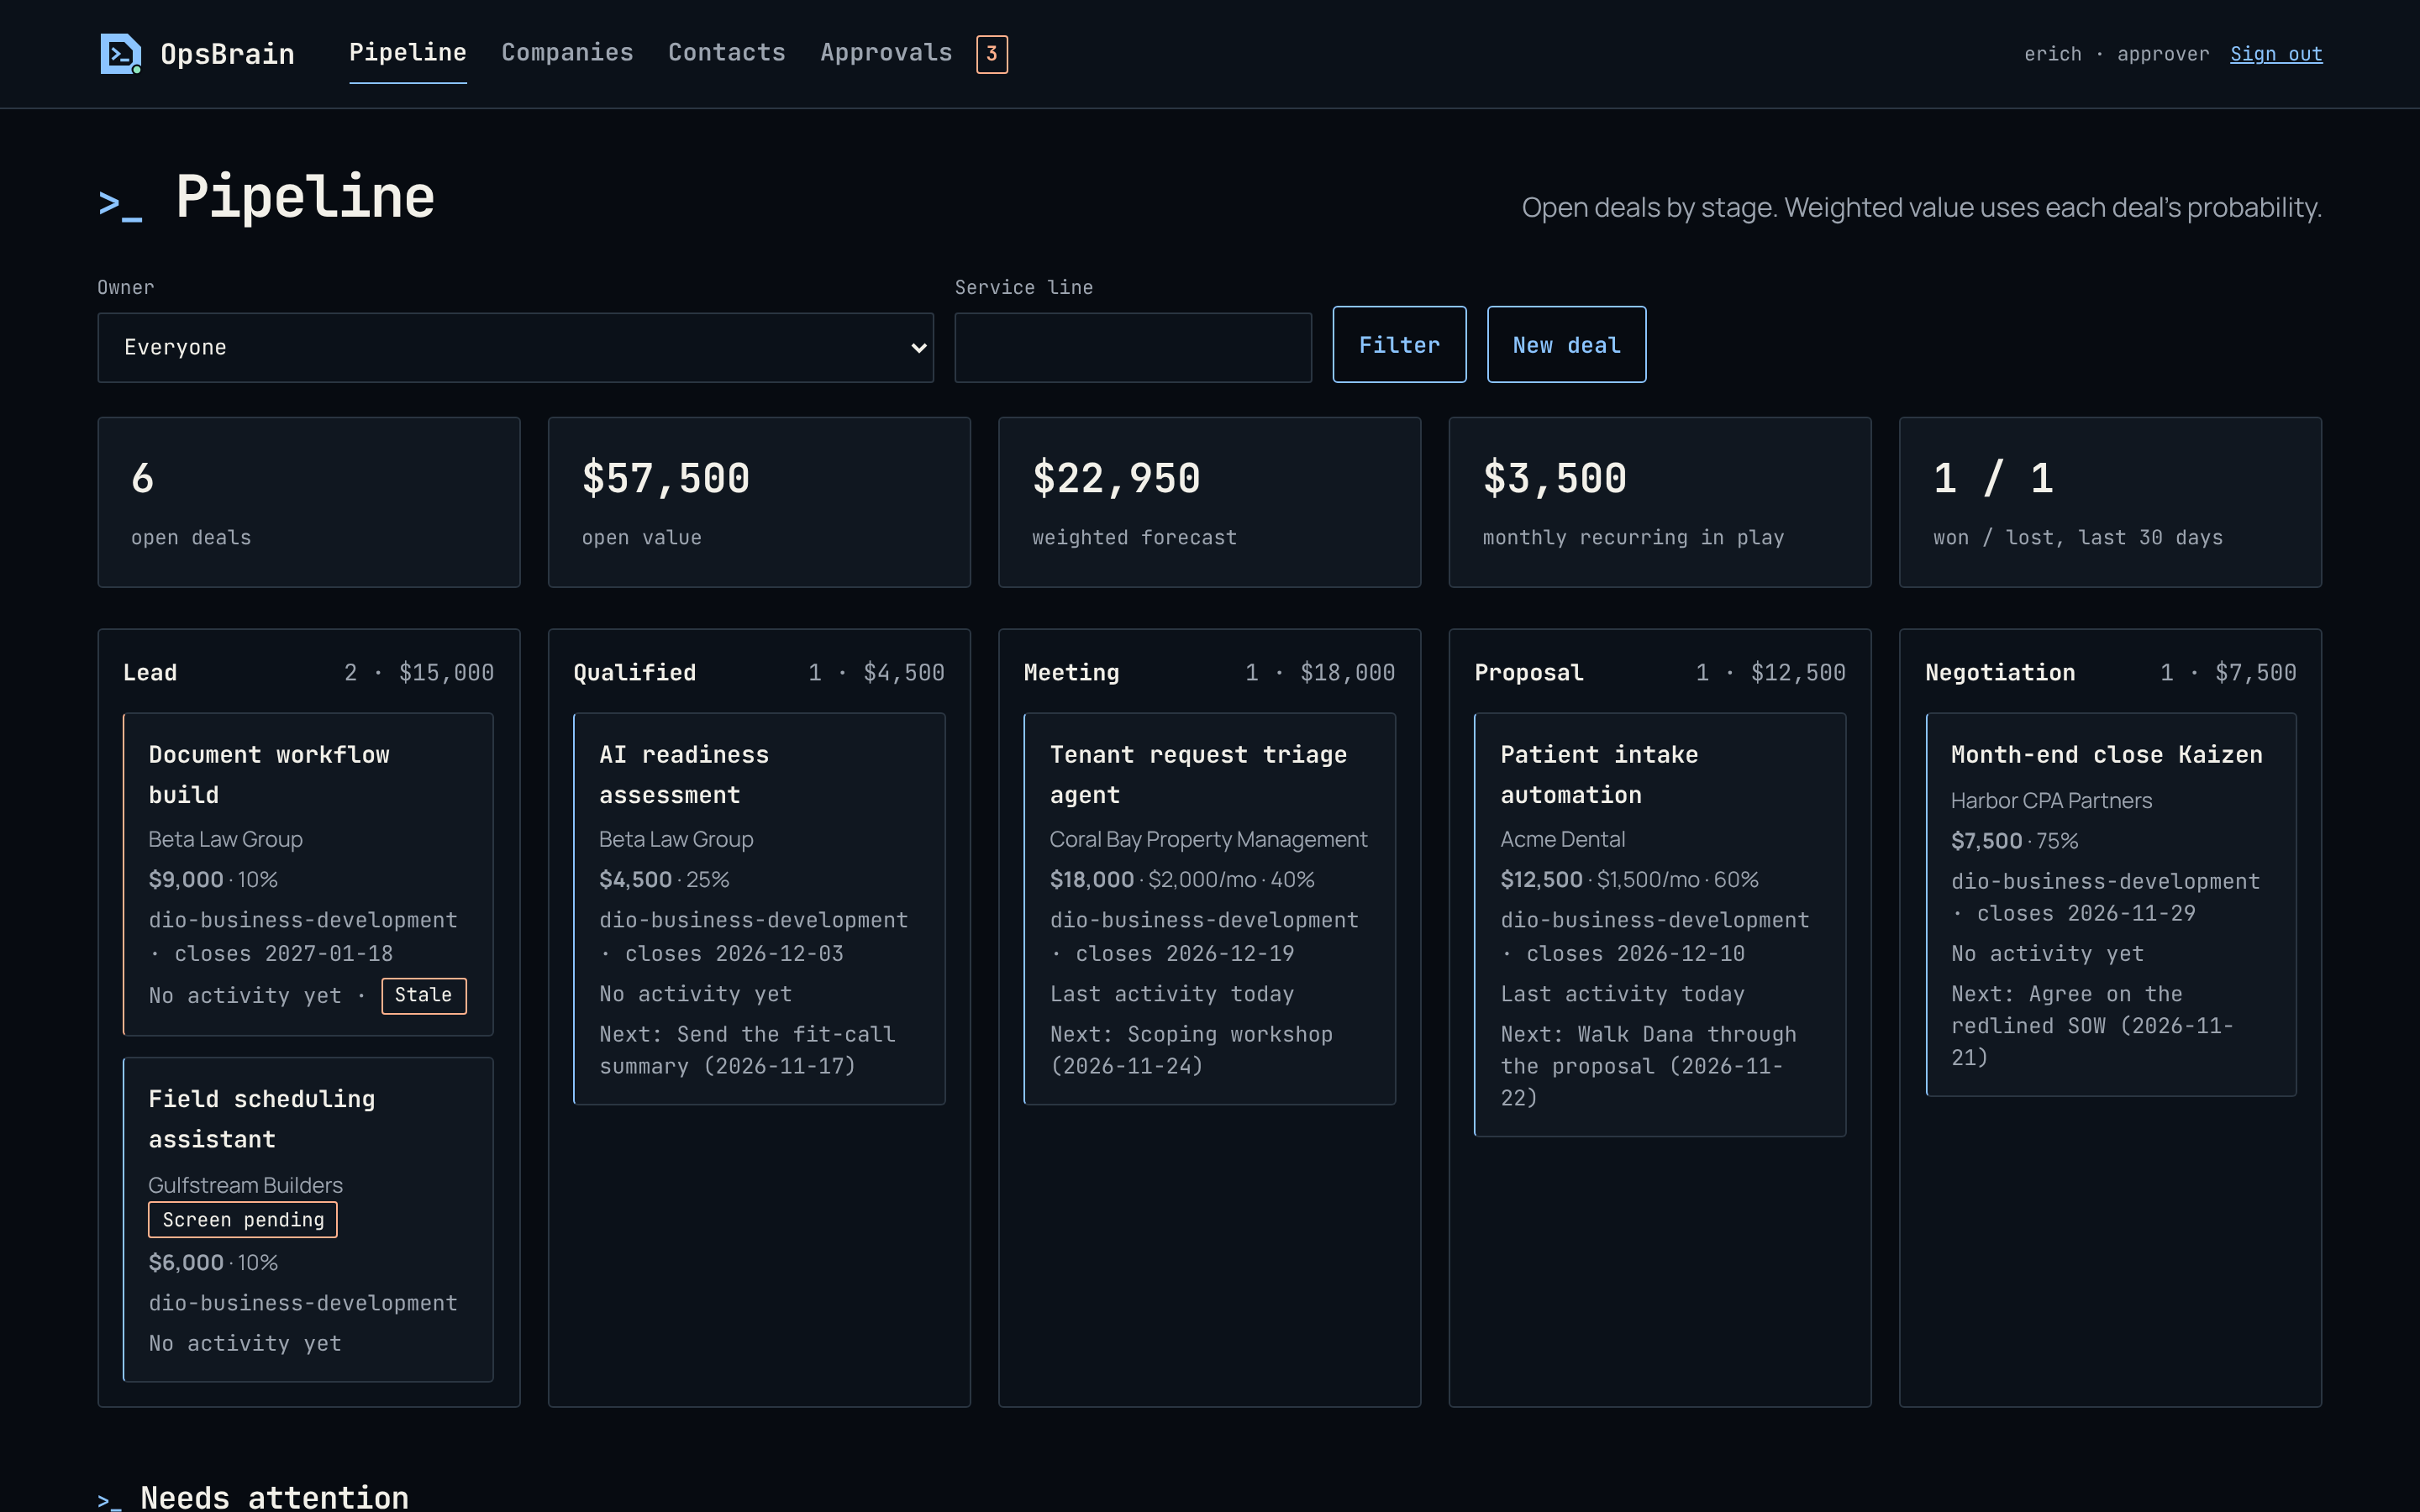 OpsBrain
Pipeline
Companies
Contacts
Approvals
3
erich · approver
Sign out
>_ Pipeline
Open deals by stage. Weighted value uses each deal's probability.
Owner
Everyone
Service line
Filter
New deal
6
open deals
$57,500
open value
$22,950
weighted forecast
$3,500
monthly recurring in play
1 / 1
won / lost, last 30 days
Lead
2 · $15,000
Document workflow
build
Beta Law Group
$9,000 · 10%
dio-business-development
· closes 2027-01-18
No activity yet · Stale
Field scheduling
assistant
Gulfstream Builders
Screen pending
$6,000 · 10%
dio-business-development
No activity yet
Qualified
1 · $4,500
AI readiness
assessment
Beta Law Group
$4,500 · 25%
dio-business-development
· closes 2026-12-03
No activity yet
Next: Send the fit-call
summary (2026-11-17)
Meeting
1 · $18,000
Tenant request triage
agent
Coral Bay Property Management
$18,000 · $2,000/mo · 40%
dio-business-development
· closes 2026-12-19
Last activity today
Next: Scoping workshop
(2026-11-24)
Proposal
1 · $12,500
Patient intake
automation
Acme Dental
$12,500 · $1,500/mo · 60%
dio-business-development
· closes 2026-12-10
Last activity today
Next: Walk Dana through
the proposal (2026-11-
22)
Negotiation
1 · $7,500
Month-end close Kaizen
Harbor CPA Partners
$7,500 · 75%
dio-business-development
· closes 2026-11-29
No activity yet
Next: Agree on the
redlined SOW (2026-11-
21)
>_ Needs attention